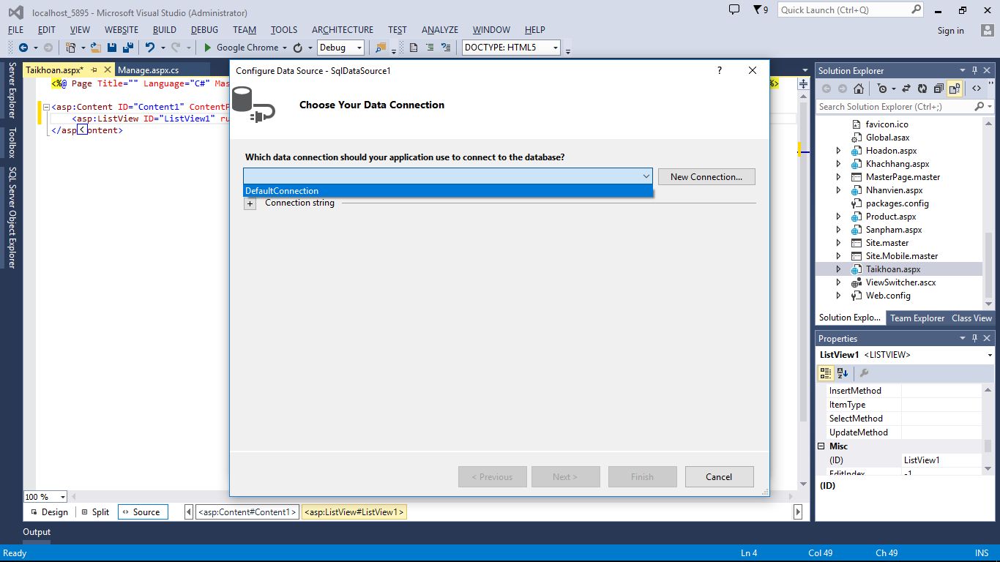 localhost_5895 - Microsoft Visual Studio (Administrator)
9
Quick Launch (Ctrl+Q)
FILE EDIT VIEW WEBSITE BUILD DEBUG TEAM TOOLS ARCHITECTURE TEST ANALYZE WINDOW HELP
Sign in
Google Chrome
Debug
DOCTYPE: HTML5
Server Explorer
Toolbox
SQL Server Object Explorer
Taikhoan.aspx*
Manage.aspx.cs
<%@ Page Title="" Language="C#" Mas
%>
<asp:Content ID="Content1" ContentP
<asp:ListView ID="ListView1" ru
</asp:Content>
Configure Data Source - SqlDataSource1
?
Choose Your Data Connection
Which data connection should your application use to connect to the database?
New Connection...
DefaultConnection
+ Connection string
< Previous
Next >
Finish
Cancel
Solution Explorer
Search Solution Explorer (Ctrl+;)
favicon.ico
Global.asax
Hoadon.aspx
Khachhang.aspx
MasterPage.master
Nhanvien.aspx
packages.config
Product.aspx
Sanpham.aspx
Site.master
Site.Mobile.master
Taikhoan.aspx
ViewSwitcher.ascx
Web.config
Solution Explo... Team Explorer Class View
Properties
ListView1 <LISTVIEW>
InsertMethod
ItemType
SelectMethod
UpdateMethod
Misc
(ID) ListView1
EditIndex -1
(ID)
100 %
Design Split Source <asp:Content#Content1> <asp:ListView#ListView1>
Output
Ready
Ln 4 Col 49 Ch 49 INS